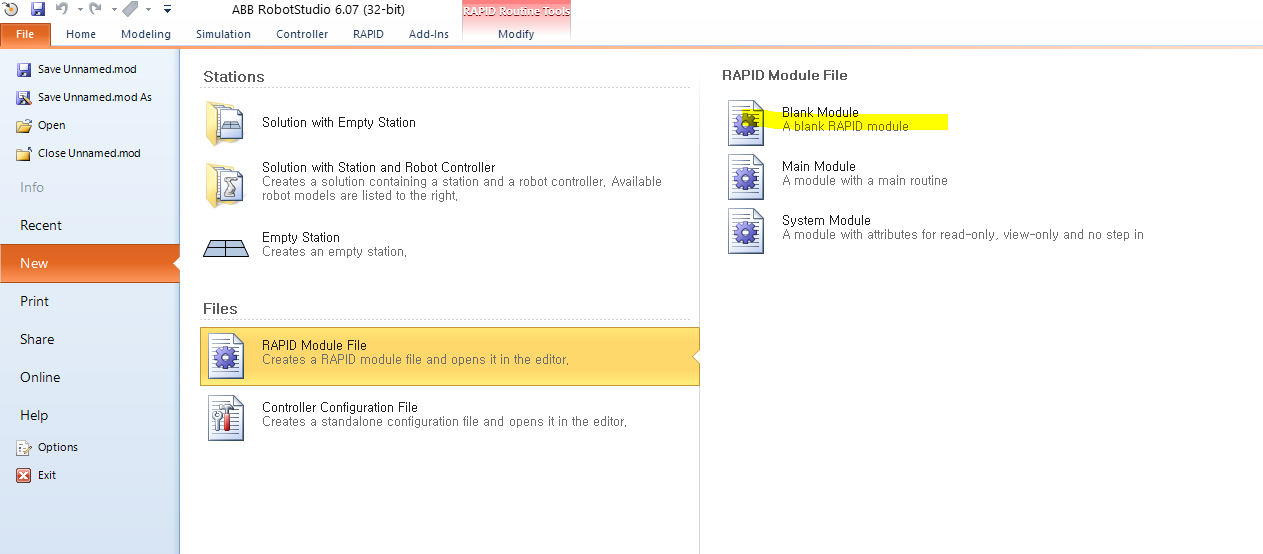 ABB RobotStudio 6.07 (32-bit)
RAPID Routine Tools
File Home Modeling Simulation Controller RAPID Add-Ins Modify
Save Unnamed.mod
Save Unnamed.mod As
Open
Close Unnamed.mod
Info
Recent
New
Print
Share
Online
Help
Options
Exit
Stations
Solution with Empty Station
Solution with Station and Robot Controller
Creates a solution containing a station and a robot controller. Available
robot models are listed to the right.
Empty Station
Creates an empty station.
Files
RAPID Module File
Creates a RAPID module file and opens it in the editor.
Controller Configuration File
Creates a standalone configuration file and opens it in the editor.
RAPID Module File
Blank Module
A blank RAPID module
Main Module
A module with a main routine
System Module
A module with attributes for read-only, view-only and no step in